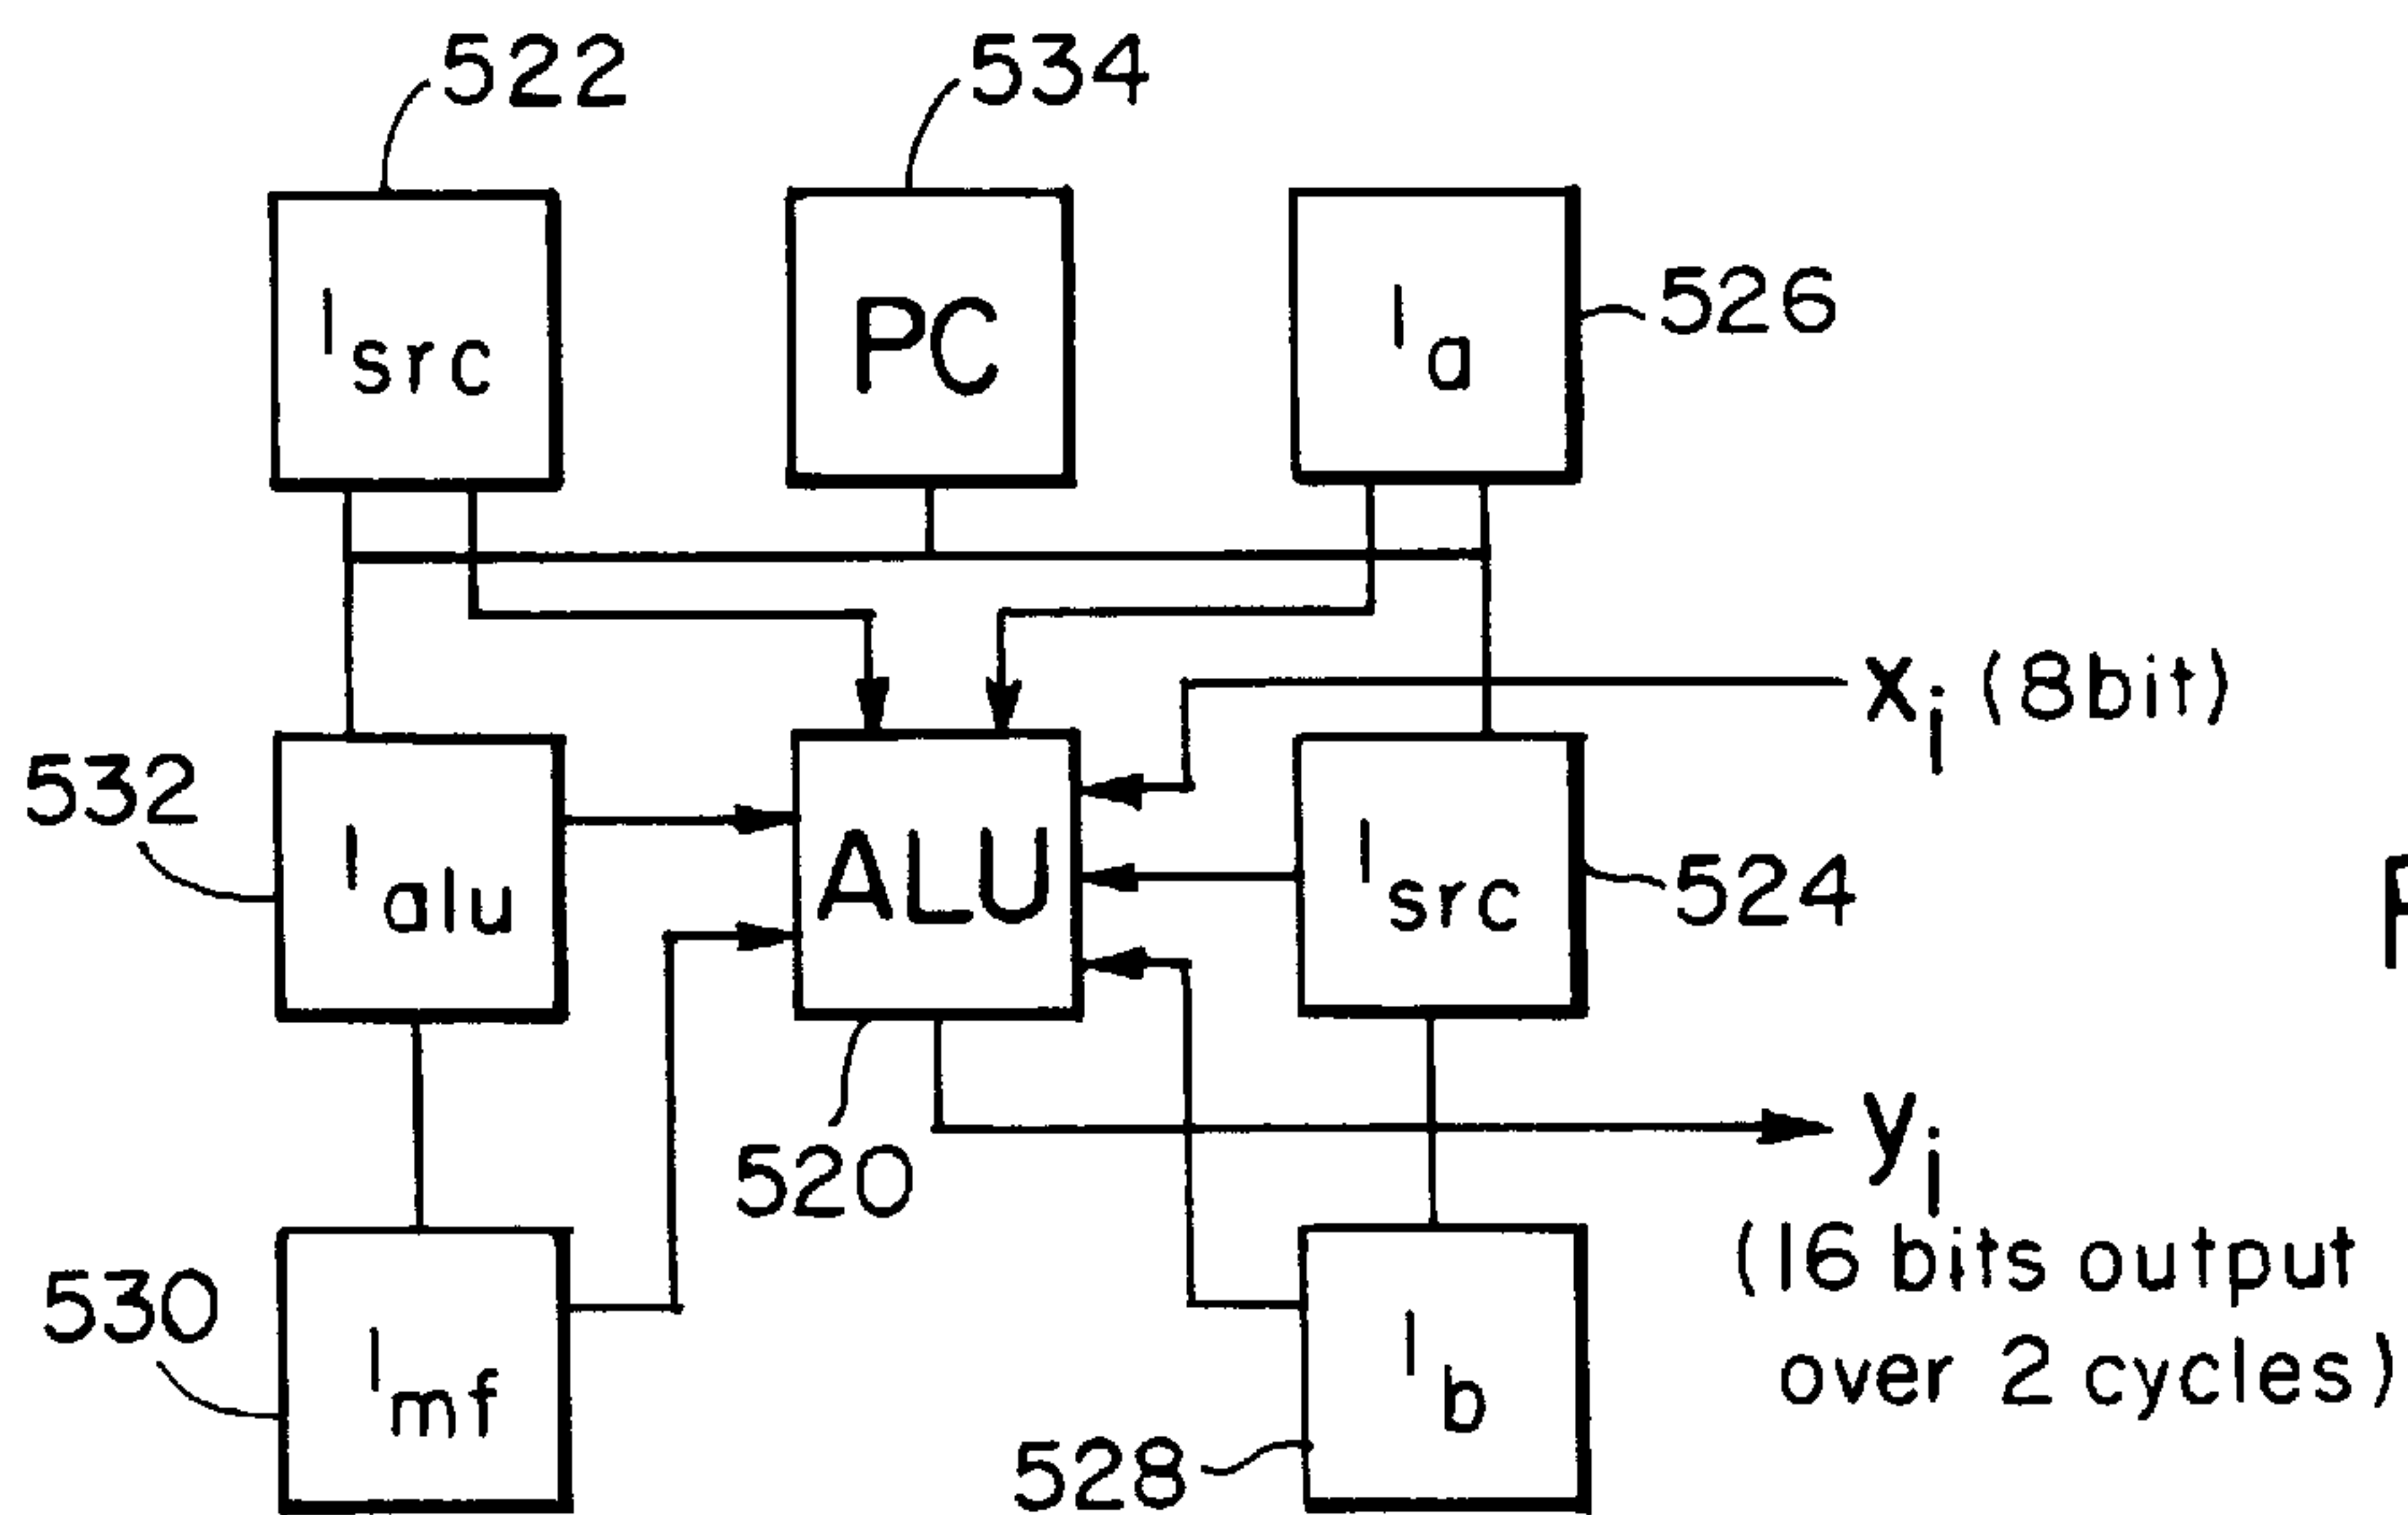 522
534
I src
PC
I a
526
x i (8bit)
532
I alu
ALU
I src
524
520
y i
(16 bits output
over 2 cycles)
530
I mf
I b
528